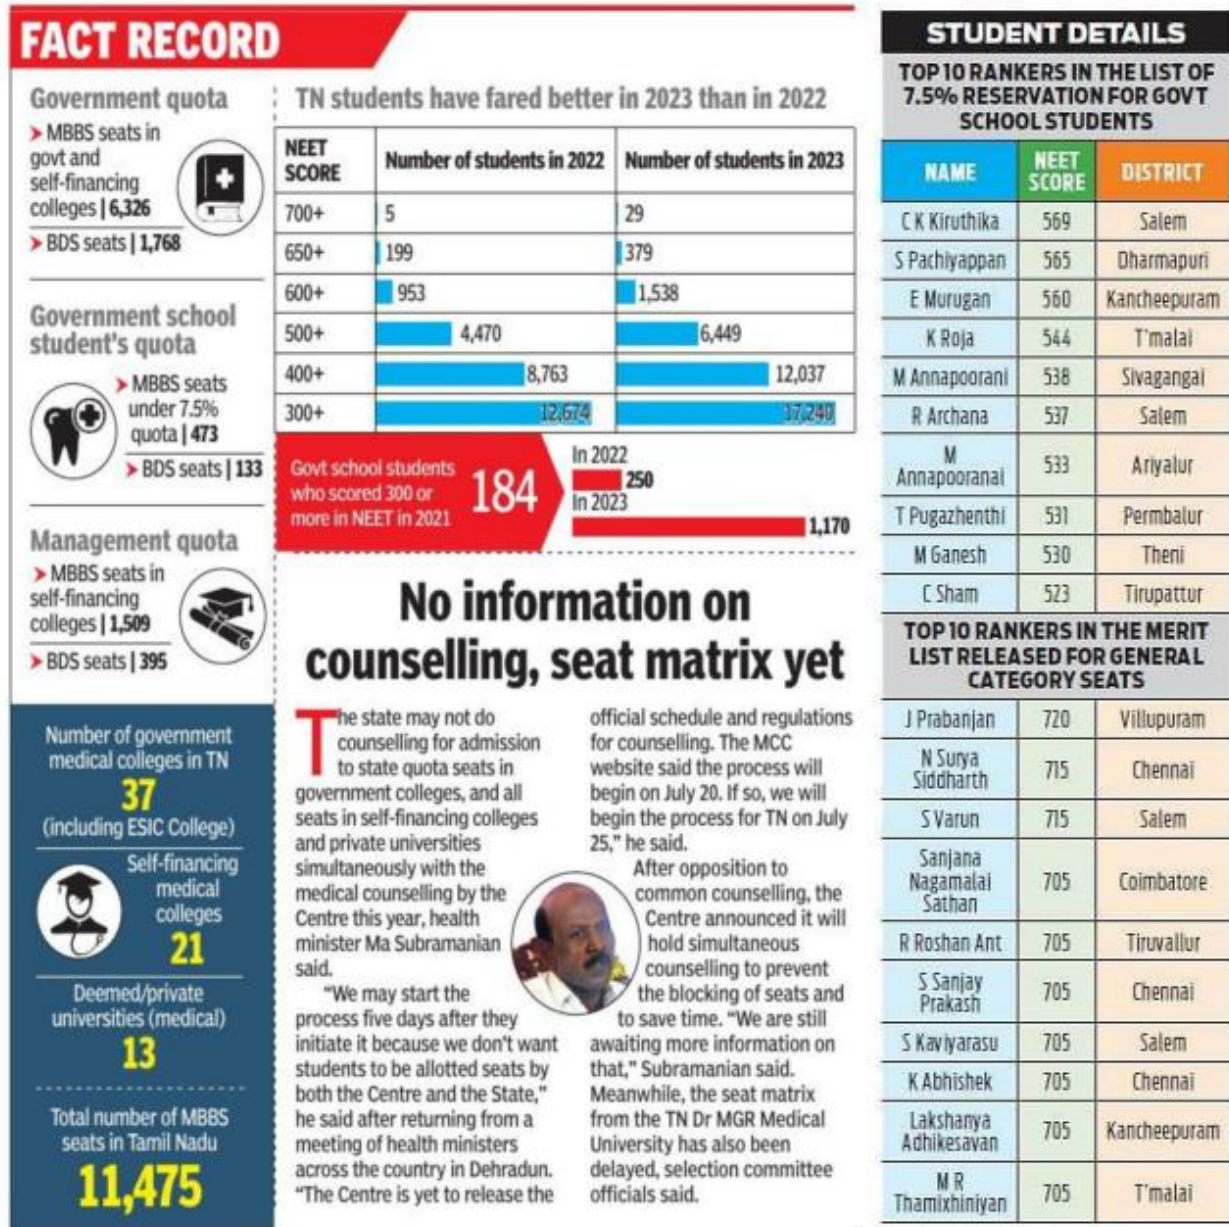 FACT RECORD
Government quota
➤ MBBS seats in
govt and
self-financing
colleges | 6,326
➤ BDS seats | 1,768
Government school
student's quota
➤ MBBS seats
under 7.5%
quota | 473
➤ BDS seats | 133
Management quota
➤ MBBS seats in
self-financing
colleges | 1,509
➤ BDS seats | 395
Number of government
medical colleges in TN
37
(including ESIC College)
Self-financing
medical
colleges
21
Deemed/private
universities (medical)
13
Total number of MBBS
seats in Tamil Nadu
11,475
TN students have fared better in 2023 than in 2022
NEET SCORE Number of students in 2022 Number of students in 2023
700+ 5 29
650+ 199 379
600+ 953 1,538
500+ 4,470 6,449
400+ 8,763 12,037
300+ 12,674 17,240
Govt school students
who scored 300 or
more in NEET in 2021
184
In 2022
250
In 2023
1,170
No information on
counselling, seat matrix yet
The state may not do
counselling for admission
to state quota seats in
government colleges, and all
seats in self-financing colleges
and private universities
simultaneously with the
medical counselling by the
Centre this year, health
minister Ma Subramanian
said.
"We may start the
process five days after they
initiate it because we don't want
students to be allotted seats by
both the Centre and the State,"
he said after returning from a
meeting of health ministers
across the country in Dehradun.
"The Centre is yet to release the
official schedule and regulations
for counselling. The MCC
website said the process will
begin on July 20. If so, we will
begin the process for TN on July
25," he said.
After opposition to
common counselling, the
Centre announced it will
hold simultaneous
counselling to prevent
the blocking of seats and
to save time. "We are still
awaiting more information on
that," Subramanian said.
Meanwhile, the seat matrix
from the TN Dr MGR Medical
University has also been
delayed, selection committee
officials said.
STUDENT DETAILS
TOP 10 RANKERS IN THE LIST OF
7.5% RESERVATION FOR GOVT
SCHOOL STUDENTS
NAME NEET SCORE DISTRICT
C K Kiruthika 569 Salem
S Pachiyappan 565 Dharmapuri
E Murugan 560 Kancheepuram
K Roja 544 T'malai
M Annapoorani 538 Sivagangai
R Archana 537 Salem
M Annapooranai 533 Ariyalur
T Pugazhenthi 531 Permbalur
M Ganesh 530 Theni
C Sham 523 Tirupattur
TOP 10 RANKERS IN THE MERIT
LIST RELEASED FOR GENERAL
CATEGORY SEATS
J Prabanjan 720 Villupuram
N Surya Siddharth 715 Chennai
S Varun 715 Salem
Sanjana Nagamalai Sathan 705 Coimbatore
R Roshan Ant 705 Tiruvallur
S Sanjay Prakash 705 Chennai
S Kaviyarasu 705 Salem
K Abhishek 705 Chennai
Lakshanya Adhikesavan 705 Kancheepuram
M R Thamixhiniyan 705 T'malai